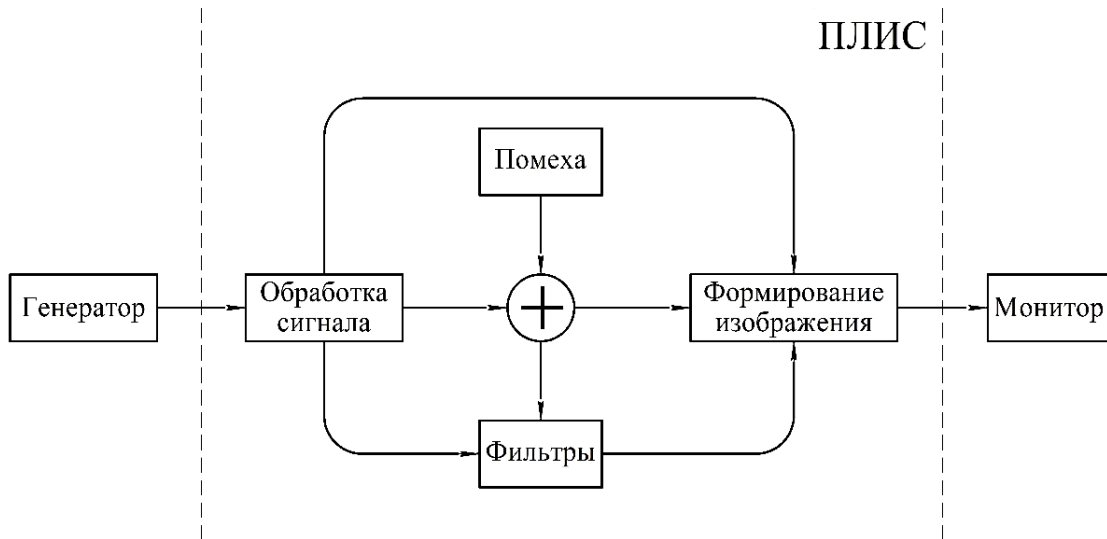 ПЛИС
Помеха
Генератор
Обработка
сигнала
Формирование
изображения
Монитор
Фильтры